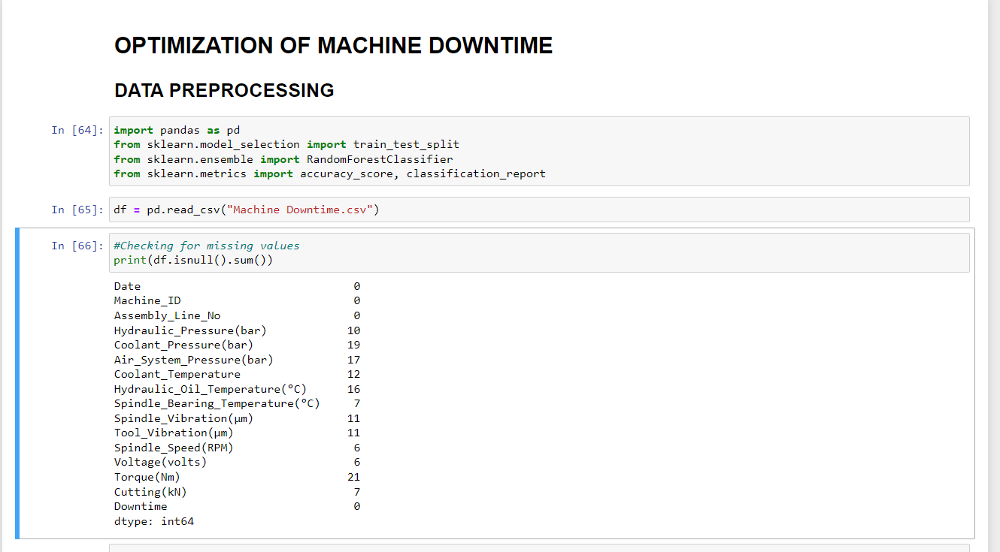 OPTIMIZATION OF MACHINE DOWNTIME
DATA PREPROCESSING
In [64]: import pandas as pd
from sklearn.model_selection import train_test_split
from sklearn.ensemble import RandomForestClassifier
from sklearn.metrics import accuracy_score, classification_report
In [65]: df = pd.read_csv("Machine Downtime.csv")
In [66]: #Checking for missing values
print(df.isnull().sum())
Date 0
Machine_ID 0
Assembly_Line_No 0
Hydraulic_Pressure(bar) 10
Coolant_Pressure(bar) 19
Air_System_Pressure(bar) 17
Coolant_Temperature 12
Hydraulic_Oil_Temperature(°C) 16
Spindle_Bearing_Temperature(°C) 7
Spindle_Vibration(µm) 11
Tool_Vibration(µm) 11
Spindle_Speed(RPM) 6
Voltage(volts) 6
Torque(Nm) 21
Cutting(kN) 7
Downtime 0
dtype: int64